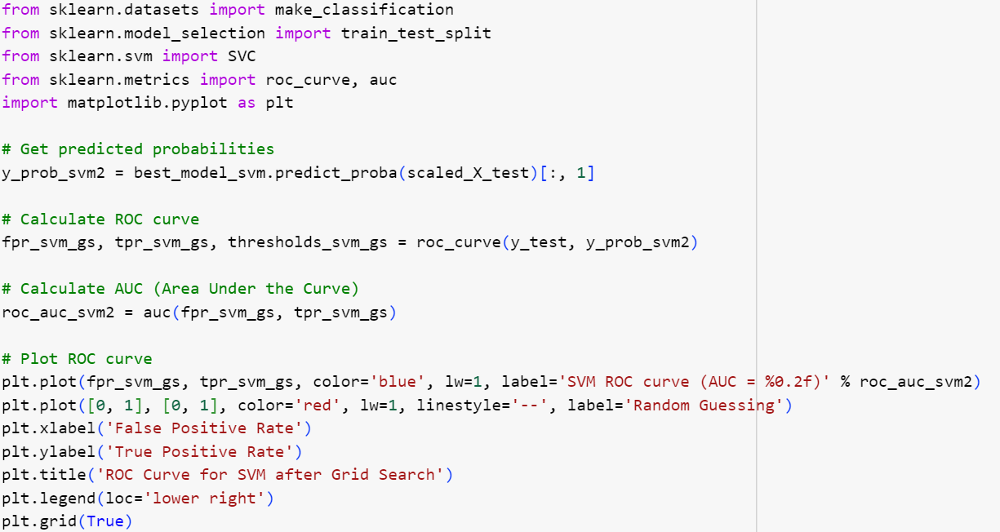 from sklearn.datasets import make_classification
from sklearn.model_selection import train_test_split
from sklearn.svm import SVC
from sklearn.metrics import roc_curve, auc
import matplotlib.pyplot as plt
# Get predicted probabilities
y_prob_svm2 = best_model_svm.predict_proba(scaled_X_test)[:, 1]
# Calculate ROC curve
fpr_svm_gs, tpr_svm_gs, thresholds_svm_gs = roc_curve(y_test, y_prob_svm2)
# Calculate AUC (Area Under the Curve)
roc_auc_svm2 = auc(fpr_svm_gs, tpr_svm_gs)
# Plot ROC curve
plt.plot(fpr_svm_gs, tpr_svm_gs, color='blue', lw=1, label='SVM ROC curve (AUC = %0.2f)' % roc_auc_svm2)
plt.plot([0, 1], [0, 1], color='red', lw=1, linestyle='--', label='Random Guessing')
plt.xlabel('False Positive Rate')
plt.ylabel('True Positive Rate')
plt.title('ROC Curve for SVM after Grid Search')
plt.legend(loc='lower right')
plt.grid(True)